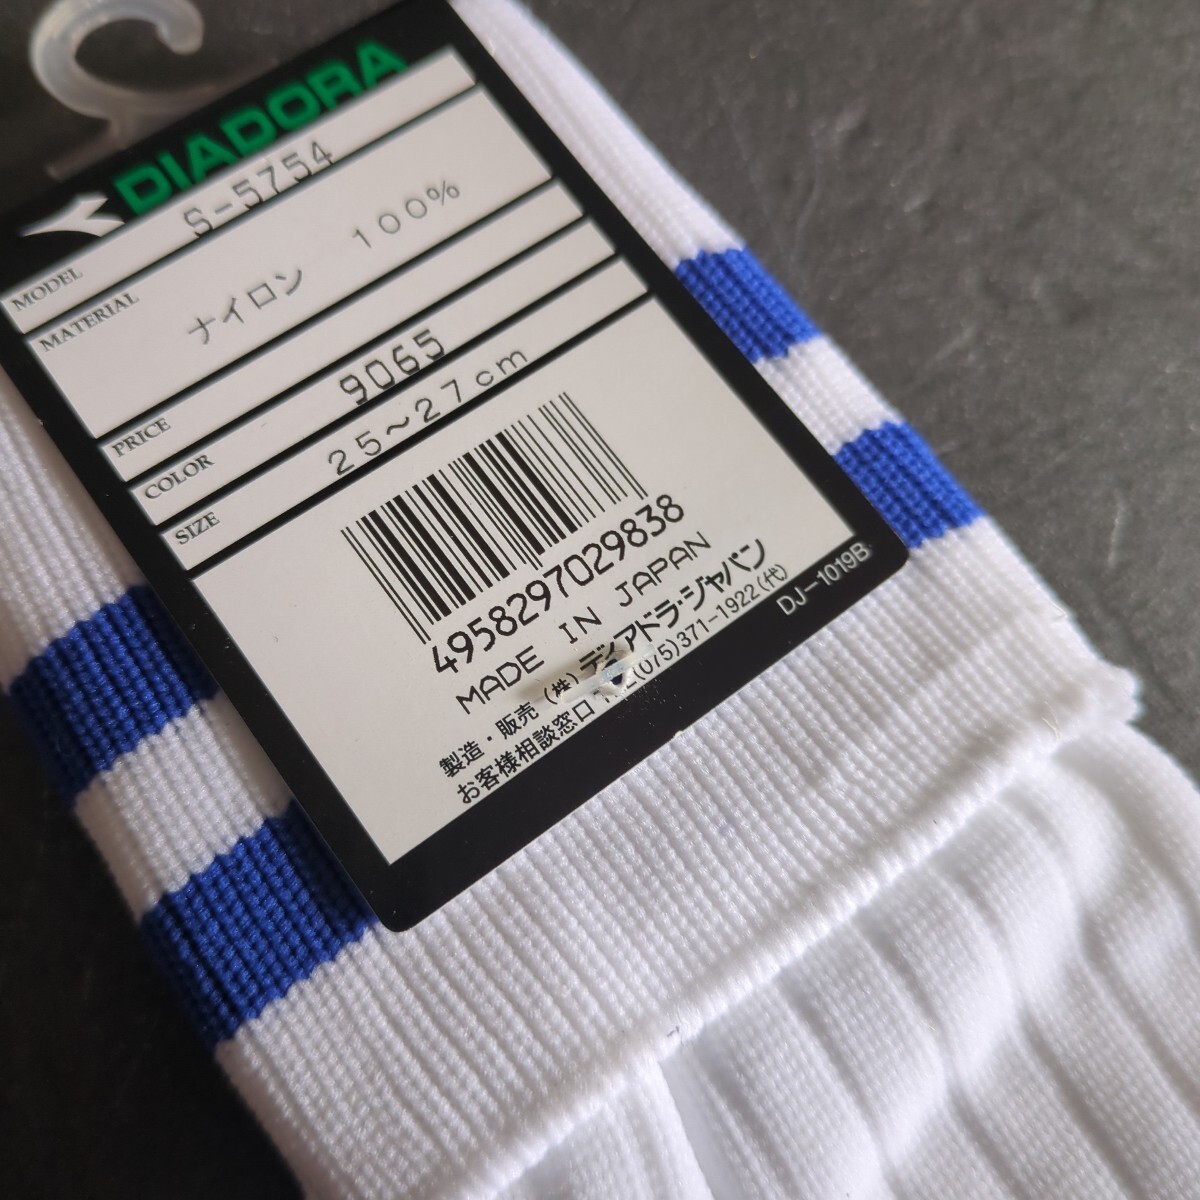 DIADORA
MODEL S-5754
MATERIAL ナイロン 100%
PRICE
COLOR 9065
SIZE 25~27cm
4958297029838
MADE IN JAPAN
製造・販売 (株)ディアドラ・ジャパン
お客様相談窓口 (075)371-1922(代)
DJ-1019B